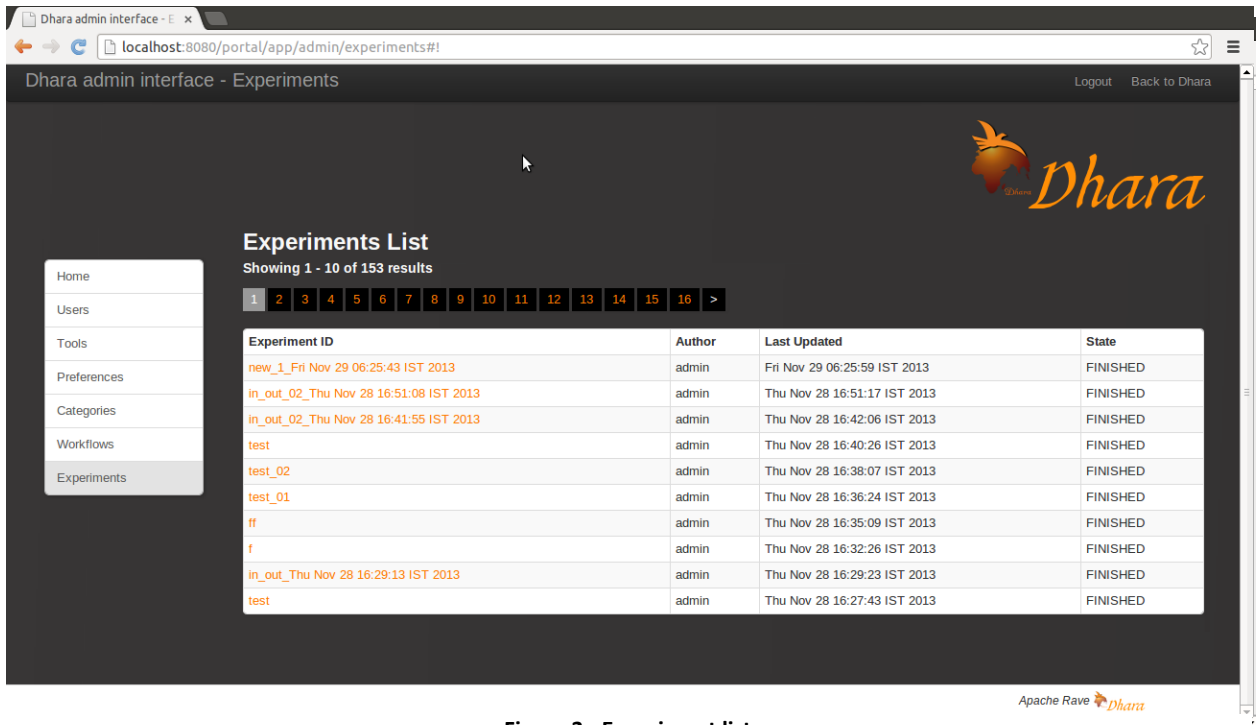 Dhara admin interface - E
localhost:8080/portal/app/admin/experiments#!
Dhara admin interface - Experiments
Logout Back to Dhara
Dhara
Dhara
Experiments List
Showing 1 - 10 of 153 results
1 2 3 4 5 6 7 8 9 10 11 12 13 14 15 16 >
Home
Users
Tools
Preferences
Categories
Workflows
Experiments
Experiment ID Author Last Updated State
new_1_Fri Nov 29 06:25:43 IST 2013 admin Fri Nov 29 06:25:59 IST 2013 FINISHED
in_out_02_Thu Nov 28 16:51:08 IST 2013 admin Thu Nov 28 16:51:17 IST 2013 FINISHED
in_out_02_Thu Nov 28 16:41:55 IST 2013 admin Thu Nov 28 16:42:06 IST 2013 FINISHED
test admin Thu Nov 28 16:40:26 IST 2013 FINISHED
test_02 admin Thu Nov 28 16:38:07 IST 2013 FINISHED
test_01 admin Thu Nov 28 16:36:24 IST 2013 FINISHED
ff admin Thu Nov 28 16:35:09 IST 2013 FINISHED
f admin Thu Nov 28 16:32:26 IST 2013 FINISHED
in_out_Thu Nov 28 16:29:13 IST 2013 admin Thu Nov 28 16:29:23 IST 2013 FINISHED
test admin Thu Nov 28 16:27:43 IST 2013 FINISHED
Apache Rave Dhara